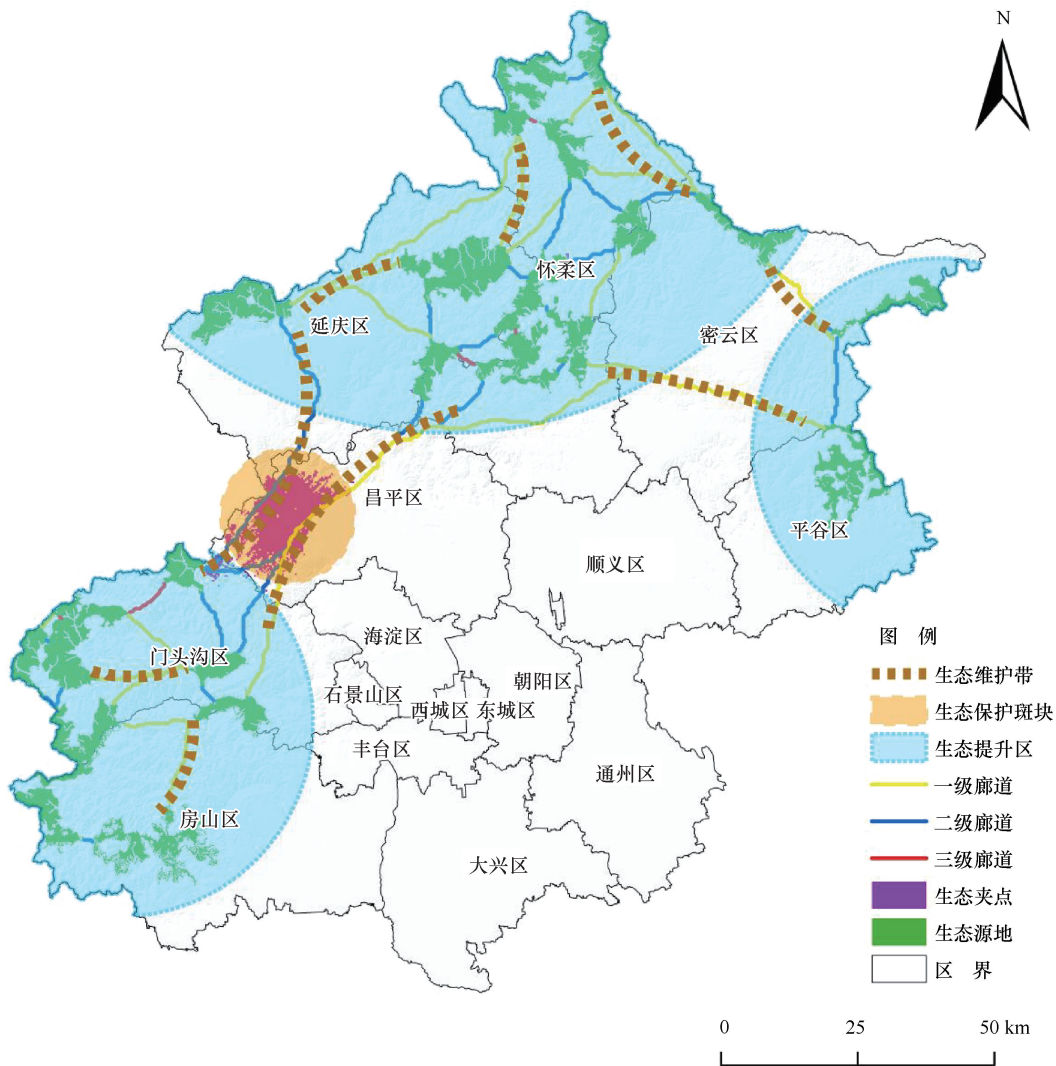 N
怀柔区
延庆区
密云区
昌平区
平谷区
顺义区
海淀区
门头沟区
朝阳区
石景山区
西城区
东城区
丰台区
通州区
房山区
大兴区
图 例
生态维护带
生态保护斑块
生态提升区
一级廊道
二级廊道
三级廊道
生态夹点
生态源地
区 界
0 25 50 km